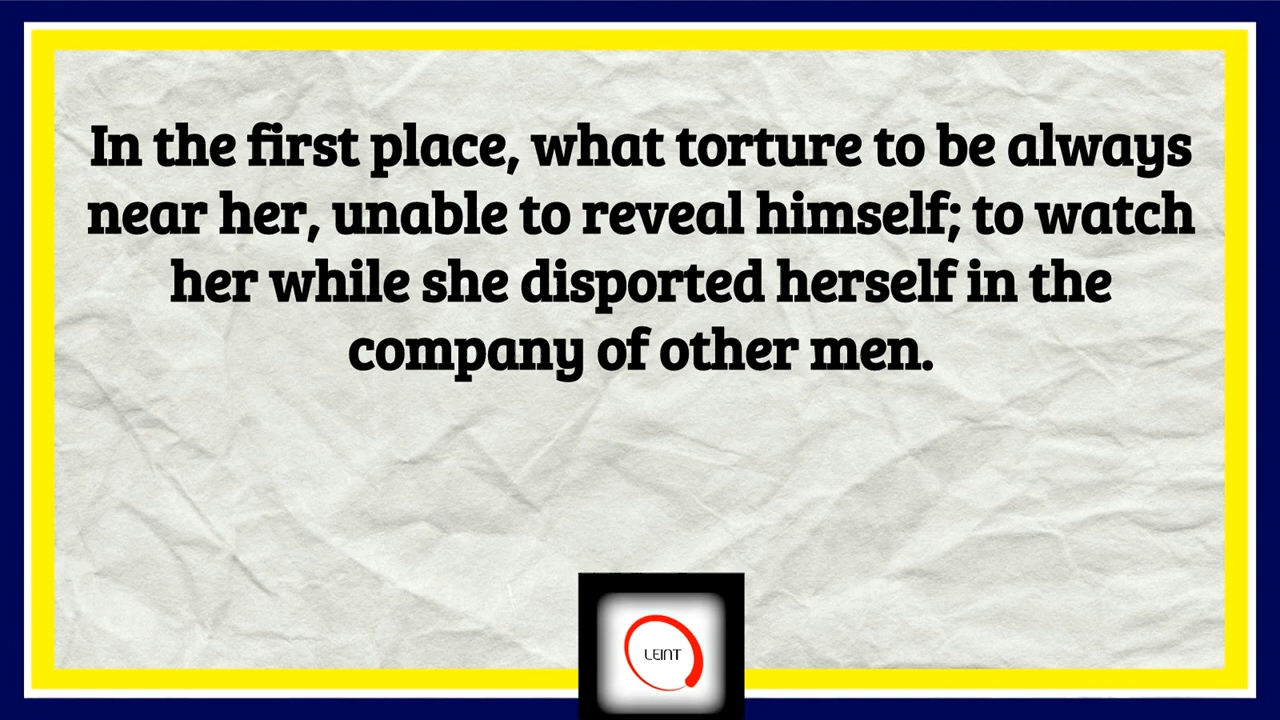 In the first place, what torture to be always
near her, unable to reveal himself; to watch
her while she disported herself in the
company of other men.
LEINT